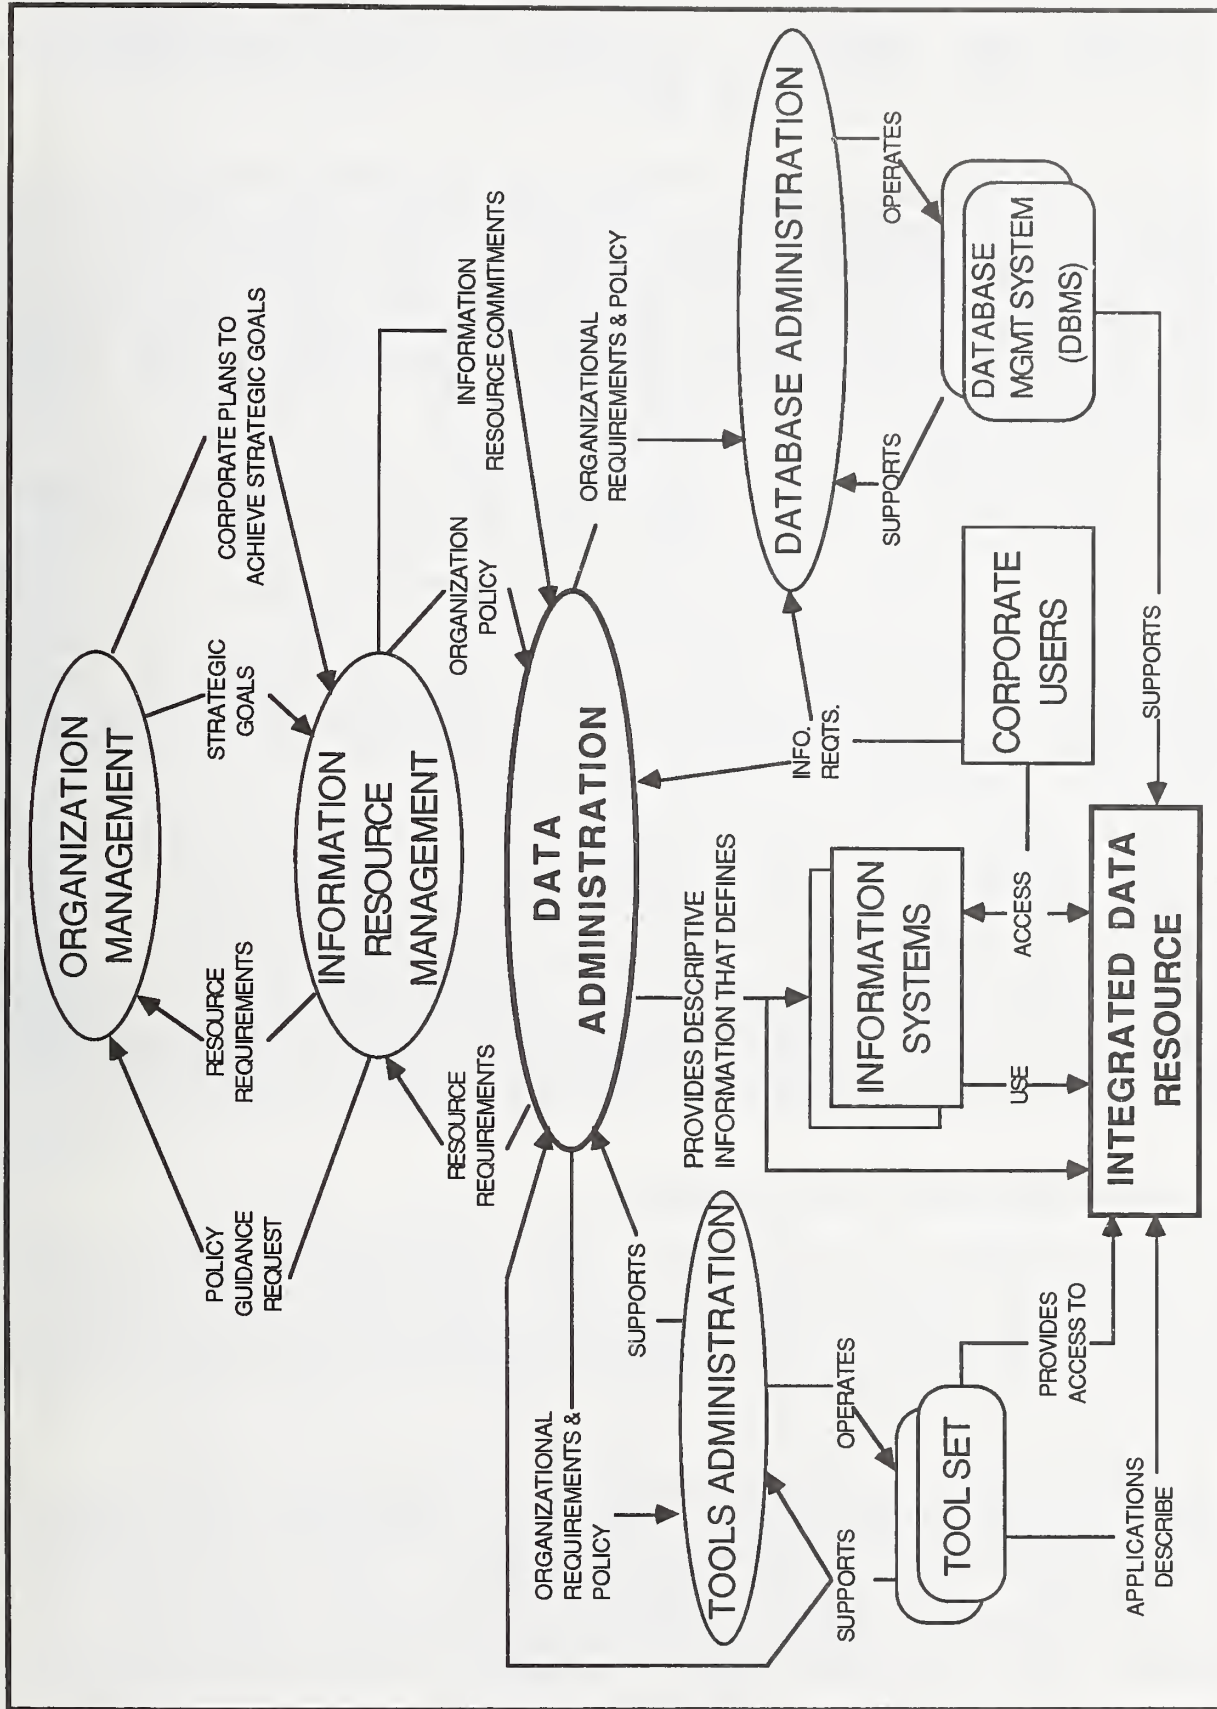 ORGANIZATION
MANAGEMENT
POLICY
GUIDANCE
REQUEST
RESOURCE
REQUIREMENTS
STRATEGIC
GOALS
CORPORATE PLANS TO
ACHIEVE STRATEGIC GOALS
INFORMATION
RESOURCE
MANAGEMENT
RESOURCE
REQUIREMENTS
ORGANIZATION
POLICY
INFORMATION
RESOURCE COMMITMENTS
DATA
ADMINISTRATION
ORGANIZATIONAL
REQUIREMENTS &
POLICY
SUPPORTS
PROVIDES DESCRIPTIVE
INFORMATION THAT DEFINES
INFO.
REQTS.
ORGANIZATIONAL
REQUIREMENTS & POLICY
TOOLS ADMINISTRATION
DATABASE ADMINISTRATION
SUPPORTS
OPERATES
SUPPORTS
OPERATES
TOOL SET
INFORMATION
SYSTEMS
CORPORATE
USERS
DATABASE
MGMT SYSTEM
(DBMS)
PROVIDES
ACCESS TO
USE
ACCESS
APPLICATIONS
DESCRIBE
SUPPORTS
INTEGRATED DATA
RESOURCE